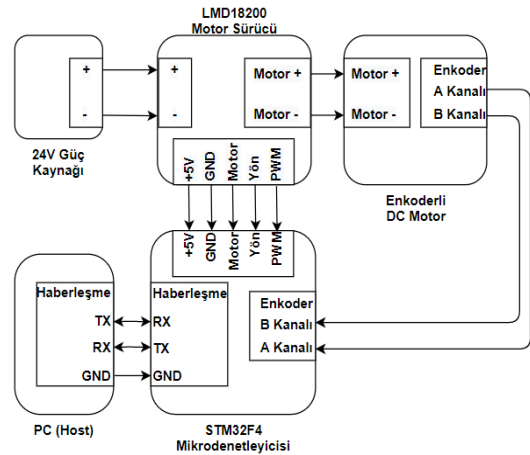 LMD18200
Motor Sürücü
+
-
24V Güç
Kaynağı
+
-
Motor +
Motor -
+5V
GND
Motor
Yön
PWM
Motor +
Motor -
Enkoder
A Kanalı
B Kanalı
Enkoderli
DC Motor
+5V
GND
Motor
Yön
PWM
Haberleşme
TX
RX
GND
PC (Host)
Haberleşme
RX
TX
GND
Enkoder
B Kanalı
A Kanalı
STM32F4
Mikrodenetleyicisi